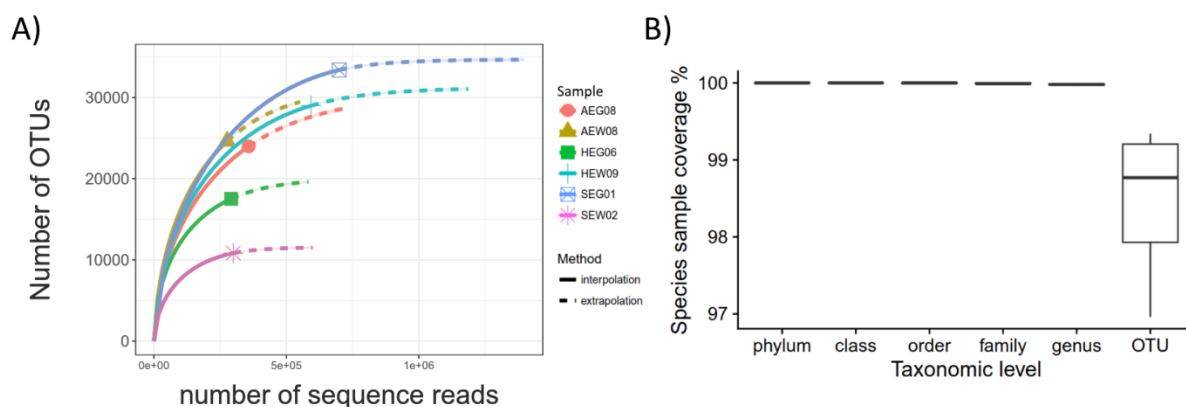 A)
Number of OTUs
30000
20000
10000
0
0e+00
5e+05
1e+06
number of sequence reads
Sample
AEG08
AEW08
HEG06
HEW09
SEG01
SEW02
Method
interpolation
extrapolation
B)
Species sample coverage %
100
99
98
97
phylum class order family genus OTU
Taxonomic level